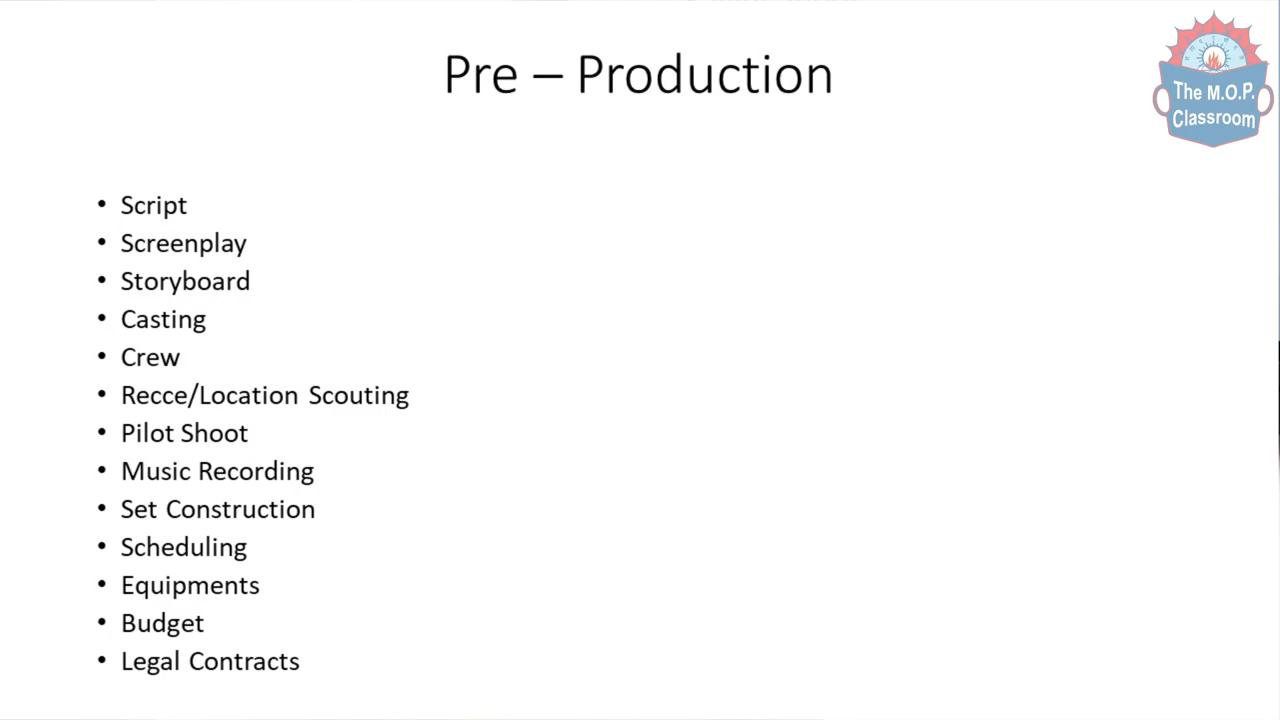 Pre – Production
The M.O.P.
Classroom
• Script
• Screenplay
• Storyboard
• Casting
• Crew
• Recce/Location Scouting
• Pilot Shoot
• Music Recording
• Set Construction
• Scheduling
• Equipments
• Budget
• Legal Contracts